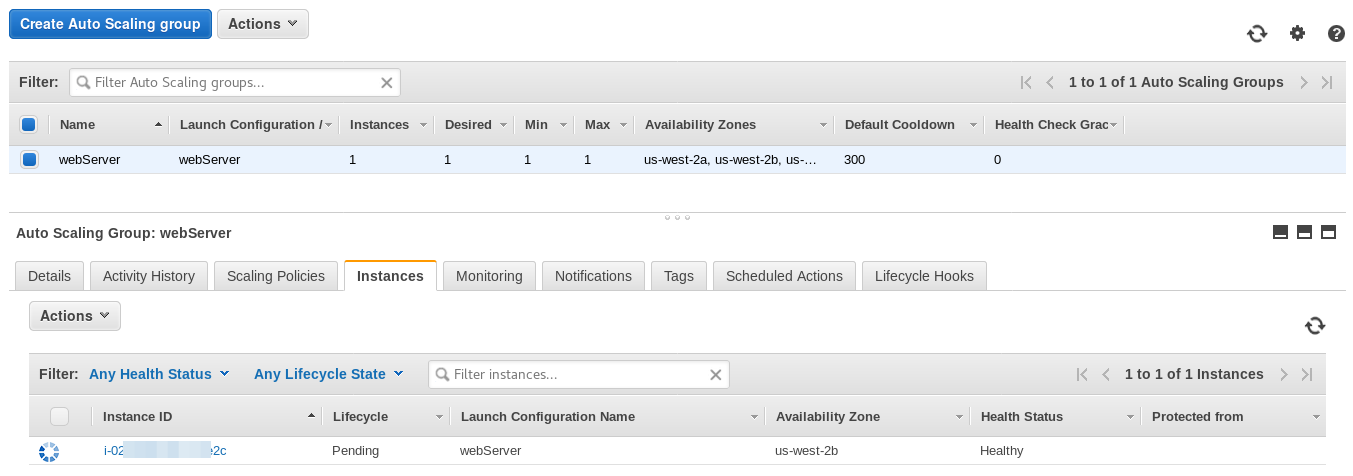 Create Auto Scaling group Actions
Filter: Filter Auto Scaling groups... 1 to 1 of 1 Auto Scaling Groups
Name Launch Configuration / Instances Desired Min Max Availability Zones Default Cooldown Health Check Grac
webServer webServer 1 1 1 1 us-west-2a, us-west-2b, us-… 300 0
Auto Scaling Group: webServer
Details Activity History Scaling Policies Instances Monitoring Notifications Tags Scheduled Actions Lifecycle Hooks
Actions
Filter: Any Health Status Any Lifecycle State Filter instances... 1 to 1 of 1 Instances
Instance ID Lifecycle Launch Configuration Name Availability Zone Health Status Protected from
Pending webServer us-west-2b Healthy